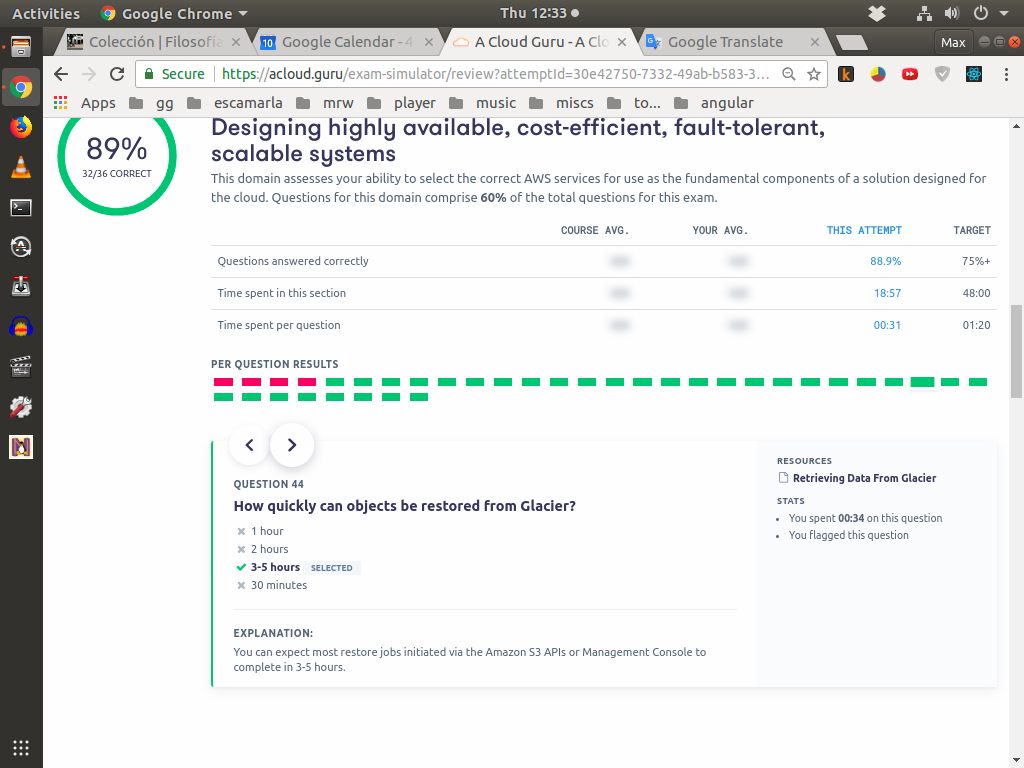 Activities
Google Chrome
Thu 12:33
Colección | Filosofía
Google Calendar - 4
A Cloud Guru - A Clo
Google Translate
Max
Secure
https://acloud.guru/exam-simulator/review?attemptId=30e42750-7332-49ab-b583-3...
Apps
gg
escamarla
mrw
player
music
miscs
to...
angular
89%
32/36 CORRECT
Designing highly available, cost-efficient, fault-tolerant,
scalable systems
This domain assesses your ability to select the correct AWS services for use as the fundamental components of a solution designed for
the cloud. Questions for this domain comprise 60% of the total questions for this exam.
COURSE AVG. YOUR AVG. THIS ATTEMPT TARGET
Questions answered correctly 88.9% 75%+
Time spent in this section 18:57 48:00
Time spent per question 00:31 01:20
PER QUESTION RESULTS
QUESTION 44
How quickly can objects be restored from Glacier?
1 hour
2 hours
3-5 hours SELECTED
30 minutes
EXPLANATION:
You can expect most restore jobs initiated via the Amazon S3 APIs or Management Console to
complete in 3-5 hours.
RESOURCES
Retrieving Data From Glacier
STATS
You spent 00:34 on this question
You flagged this question